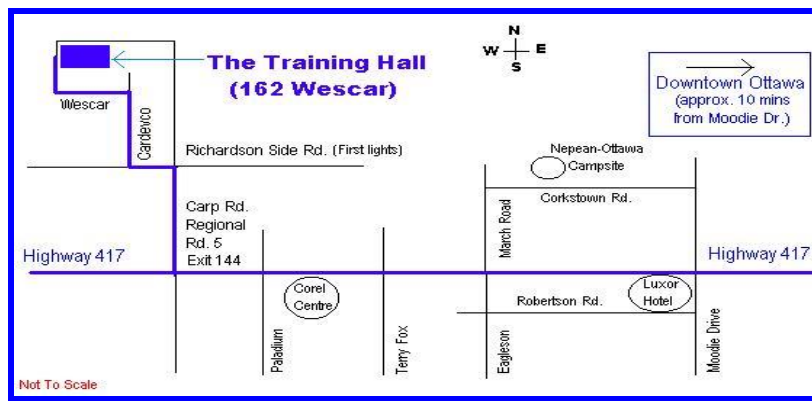 N
W E
S
The Training Hall
(162 Wescar)
Downtown Ottawa
(approx. 10 mins
from Moodie Dr.)
Wescar
Cardevco
Richardson Side Rd. (First lights)
Nepean-Ottawa
Campsite
Corkstown Rd.
March Road
Carp Rd.
Regional
Rd. 5
Exit 144
Highway 417
Highway 417
Corel
Centre
Luxor
Hotel
Robertson Rd.
Paladium
Terry Fox
Eagleson
Moodie Drive
Not To Scale